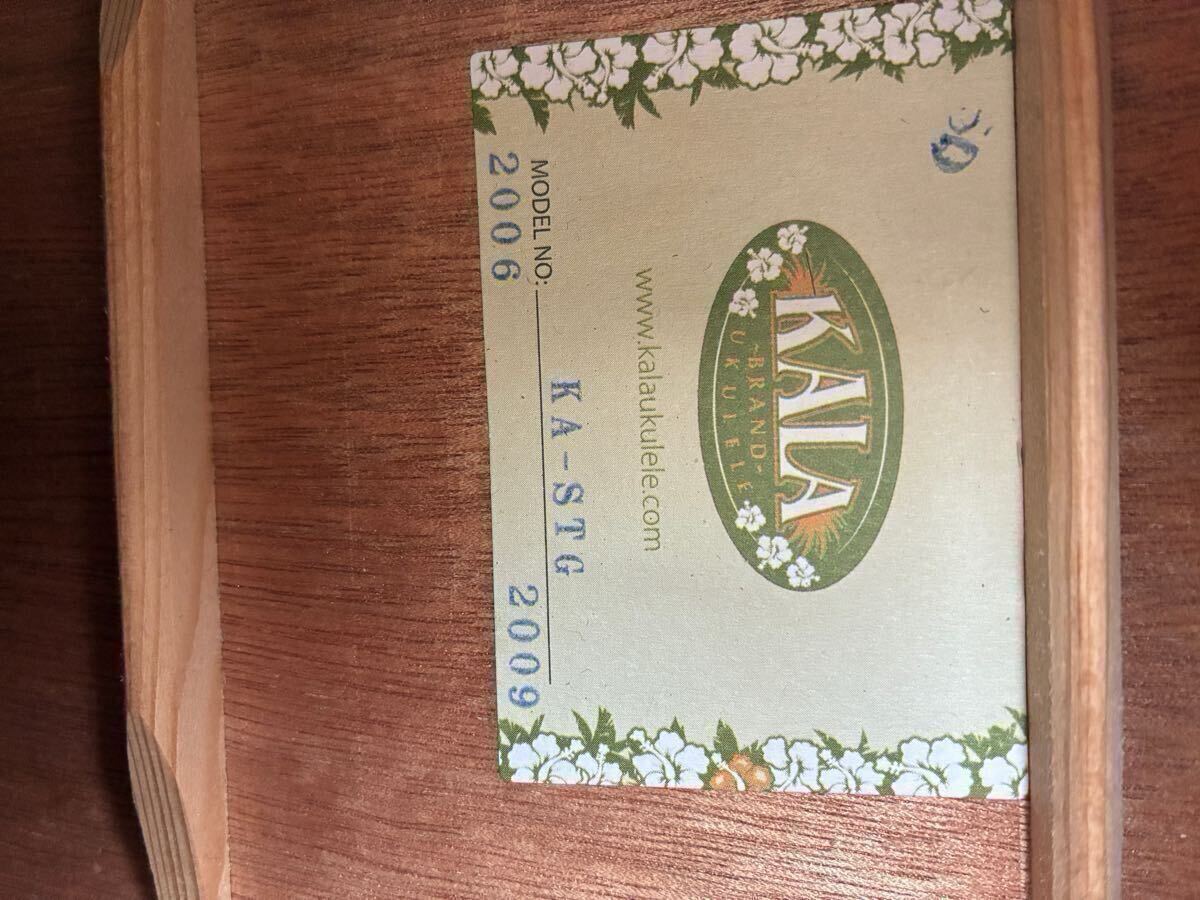 KALA
~BRAND~
UKULELE
www.kalaukulele.com
MODEL NO: KA-STG
2006 2009